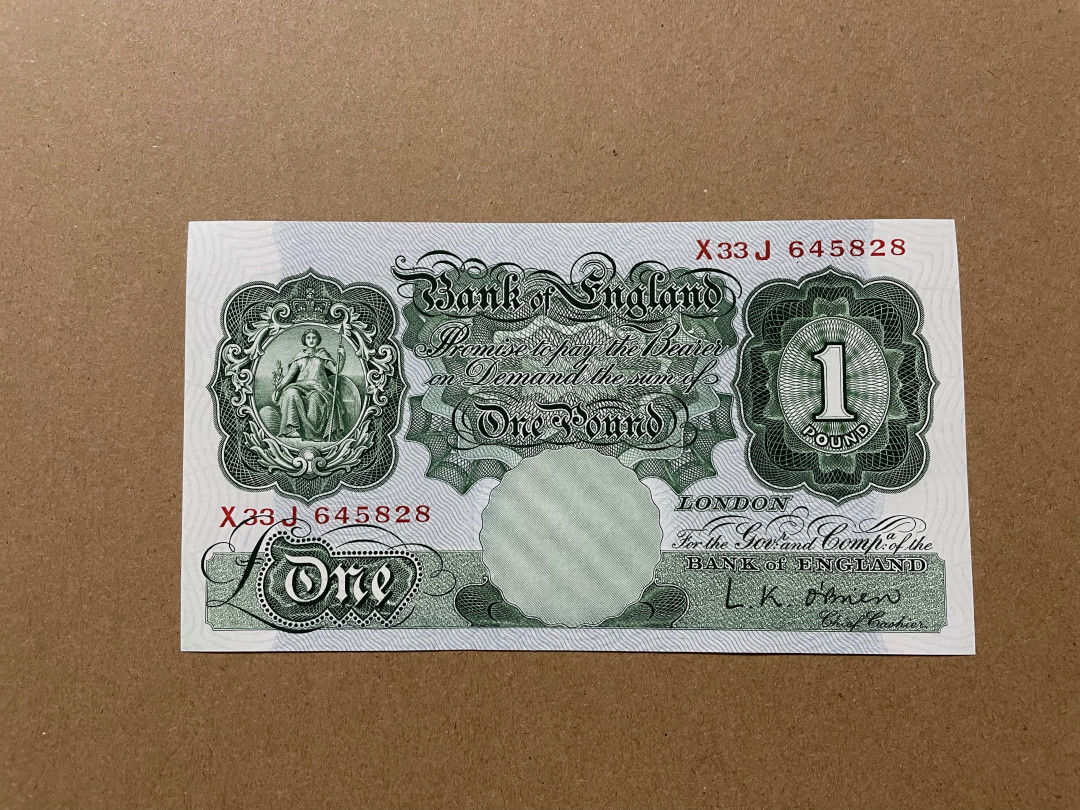 X33J 645828
Bank of England
Promise to pay the Bearer
on Demand the sum of
One Pound
1
POUND
X33J 645828
LONDON
For the Govr. and Compa. of the
BANK of ENGLAND
L.K. O'Brien
Chief Cashier.
£One